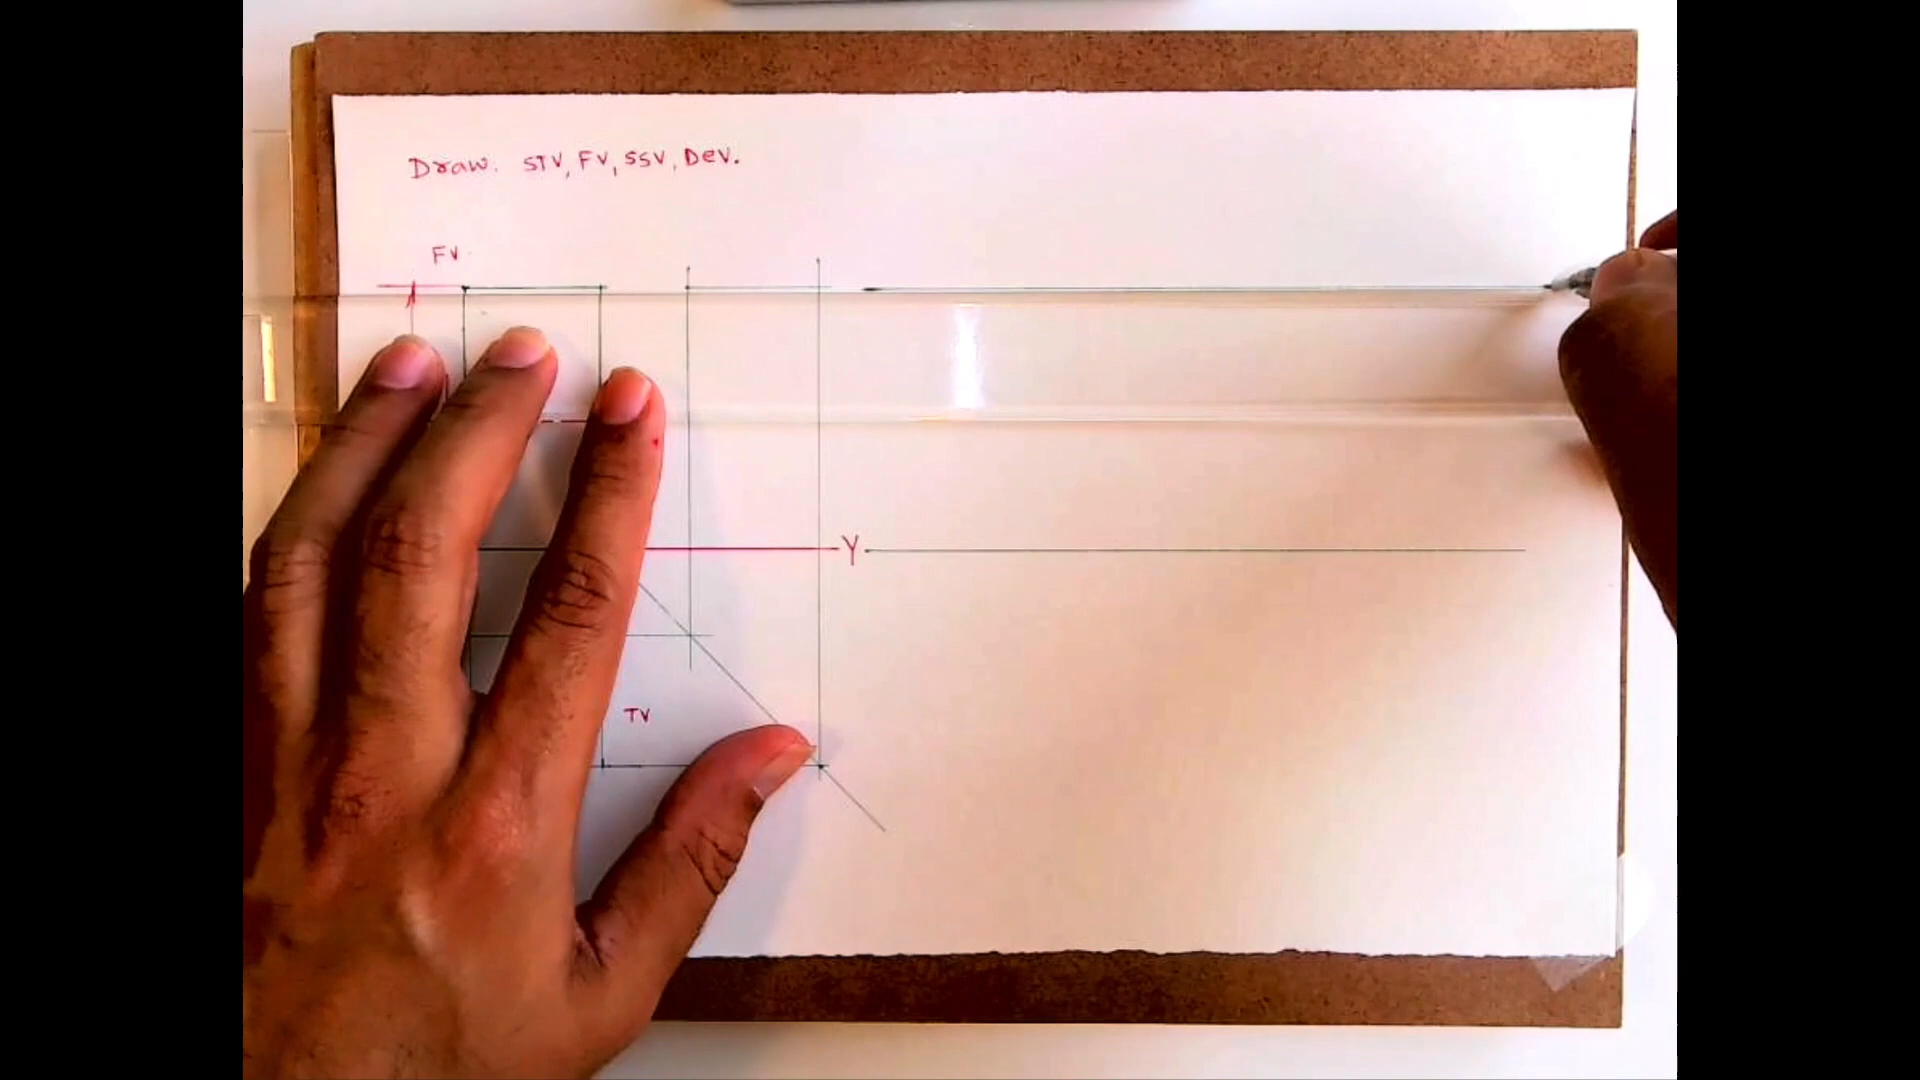 Draw. STV, FV, SSV, Dev.
FV
Y
TV